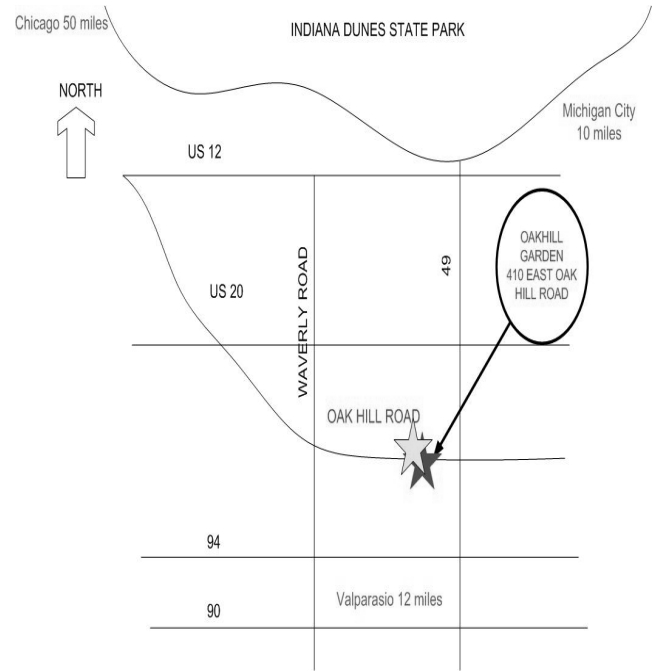 Chicago 50 miles
INDIANA DUNES STATE PARK
NORTH
Michigan City
10 miles
US 12
OAKHILL
GARDEN
410 EAST OAK
HILL ROAD
WAVERLY ROAD
49
US 20
OAK HILL ROAD
94
Valparasio 12 miles
90